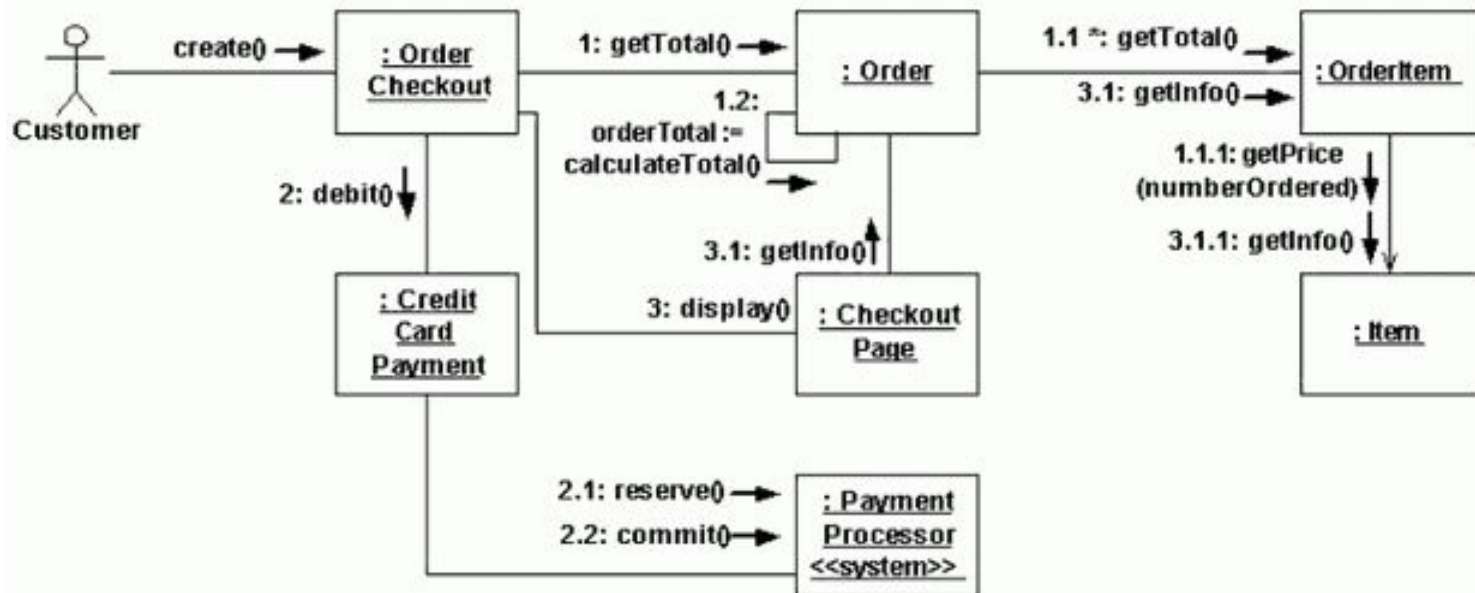 create()
: Order
Checkout
1: getTotal()
: Order
1.1 *: getTotal()
: OrderItem
3.1: getInfo()
Customer
1.2:
orderTotal :=
calculateTotal()
1.1.1: getPrice
(numberOrdered)
2: debit()
3.1: getInfo()
3.1.1: getInfo()
: Credit
Card
Payment
3: display()
: Checkout
Page
: Item
2.1: reserve()
2.2: commit()
: Payment
Processor
<<system>>